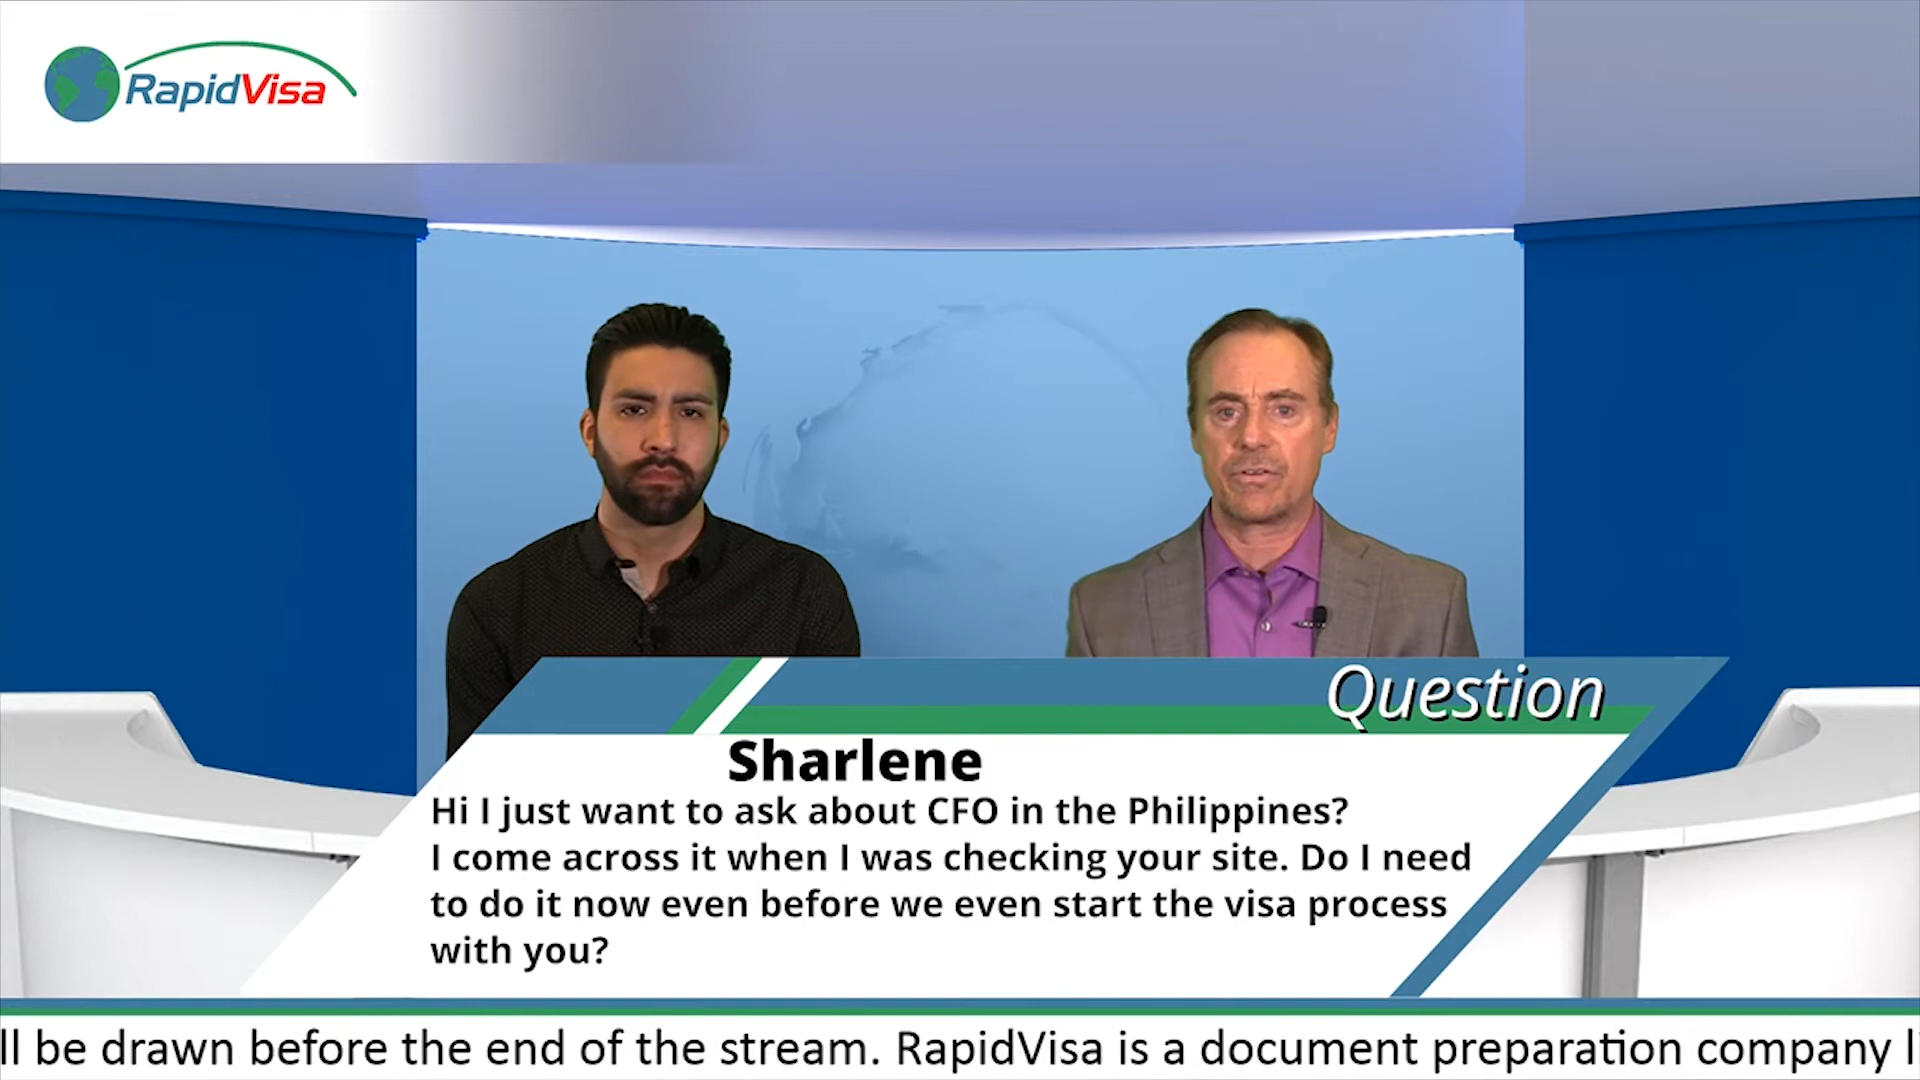 RapidVisa
Question
Sharlene
Hi I just want to ask about CFO in the Philippines?
I come across it when I was checking your site. Do I need
to do it now even before we even start the visa process
with you?
ll be drawn before the end of the stream. RapidVisa is a document preparation company l